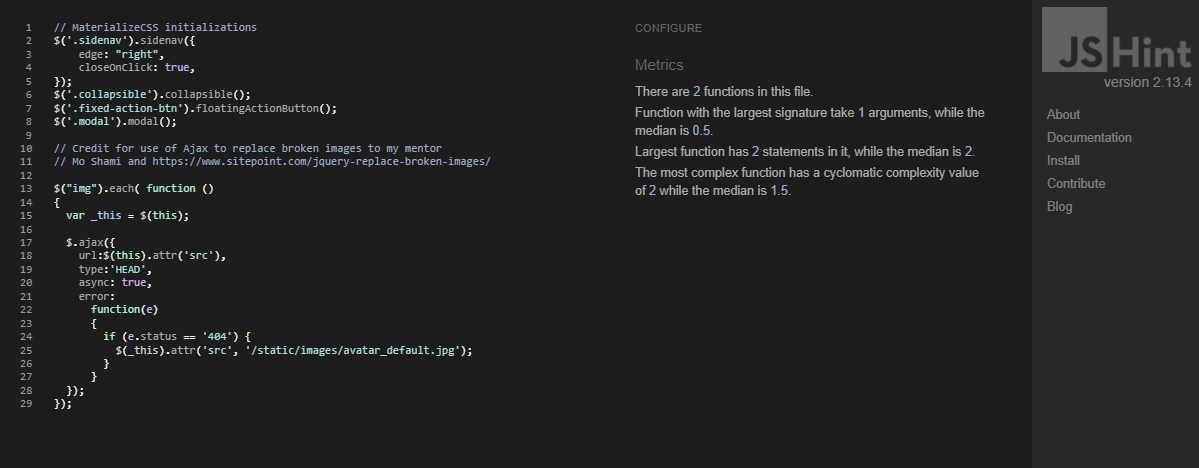 1 // MaterializeCSS initializations
2 $('.sidenav').sidenav({
3     edge: "right",
4     closeOnClick: true,
5 });
6 $('.collapsible').collapsible();
7 $('.fixed-action-btn').floatingActionButton();
8 $('.modal').modal();
9
10 // Credit for use of Ajax to replace broken images to my mentor
11 // Mo Shami and https://www.sitepoint.com/jquery-replace-broken-images/
12
13 $("img").each( function ()
14 {
15   var _this = $(this);
16
17   $.ajax({
18     url:$(this).attr('src'),
19     type:'HEAD',
20     async: true,
21     error:
22       function(e)
23       {
24         if (e.status == '404') {
25           $(_this).attr('src', '/static/images/avatar_default.jpg');
26         }
27       }
28   });
29 });
CONFIGURE
Metrics
There are 2 functions in this file.
Function with the largest signature take 1 arguments, while the
median is 0.5.
Largest function has 2 statements in it, while the median is 2.
The most complex function has a cyclomatic complexity value
of 2 while the median is 1.5.
JSHint
version 2.13.4
About
Documentation
Install
Contribute
Blog